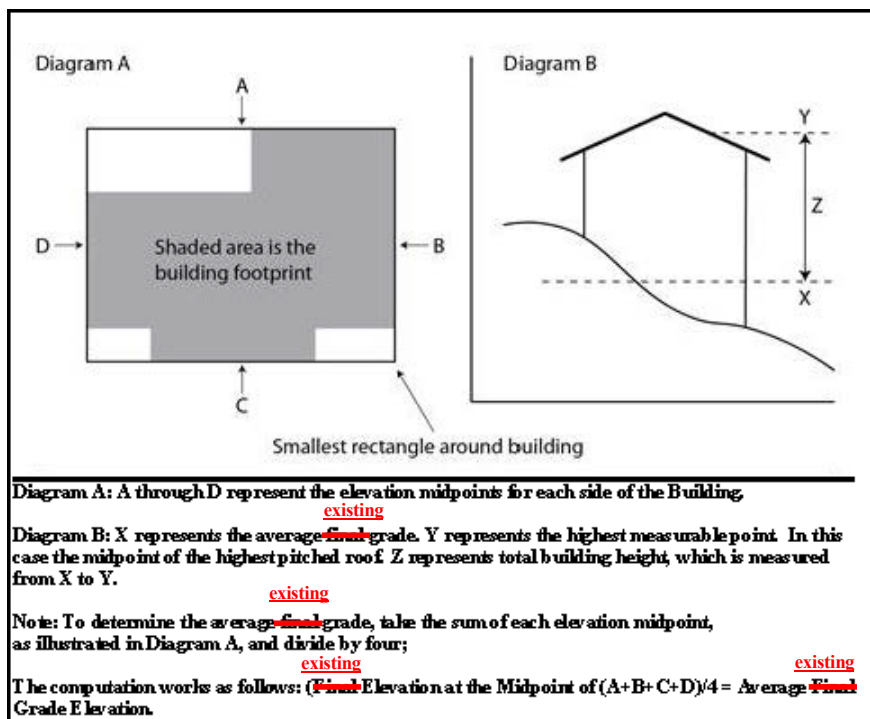 Diagram A
Diagram B
A
Y
D
Shaded area is the
building footprint
B
Z
X
C
Smallest rectangle around building
Diagram A: A through D represent the elevation midpoints for each side of the Building.
existing
Diagram B: X represents the average final grade. Y represents the highest measurable point. In this
case the midpoint of the highest pitched roof. Z represents total building height, which is measured
from X to Y.
existing
Note: To determine the average final grade, take the sum of each elevation midpoint,
as illustrated in Diagram A, and divide by four;
existing existing
The computation works as follows: (Final Elevation at the Midpoint of (A+B+C+D)/4 = Average Final
Grade Elevation.